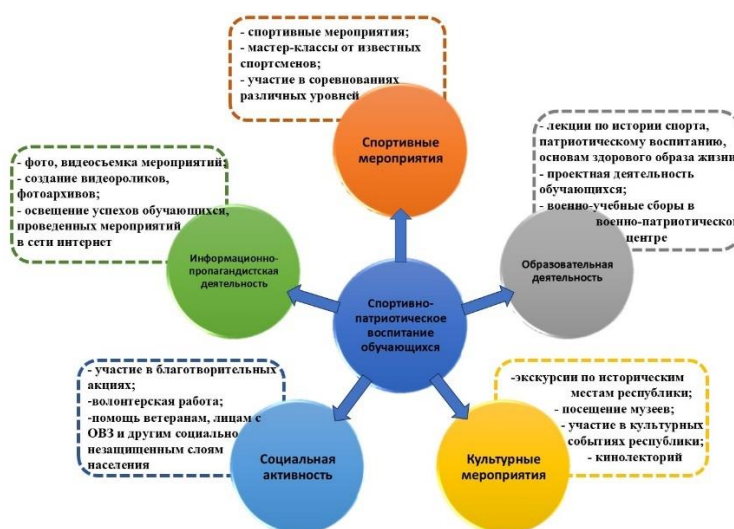 - спортивные мероприятия;
- мастер-классы от известных
спортсменов;
- участие в соревнованиях
различных уровней
Спортивные
мероприятия
- лекции по истории спорта,
патриотическому воспитанию,
основам здорового образа жизни
- проектная деятельность
обучающихся;
- военно-учебные сборы в
военно-патриотическом
центре
Образовательная
деятельность
- фото, видеосъемка мероприятий;
- создание видеороликов,
фотоархивов;
- освещение успехов обучающихся,
проведенных мероприятий
в сети интернет
Информационно-
пропагандистская
деятельность
Спортивно-
патриотическое
воспитание
обучающихся
- участие в благотворительных
акциях;
-волонтерская работа;
-помощь ветеранам, лицам с
ОВЗ и другим социально
незащищенным слоям
населения
Социальная
активность
-экскурсии по историческим
местам республики;
- посещение музеев;
- участие в культурных
событиях республики;
- кинолекторий
Культурные
мероприятия